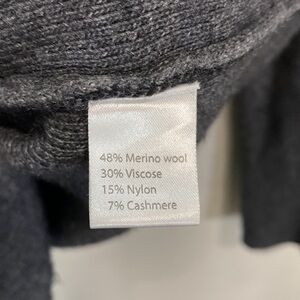 48% Merino wool
30% Viscose
15% Nylon
7% Cashmere